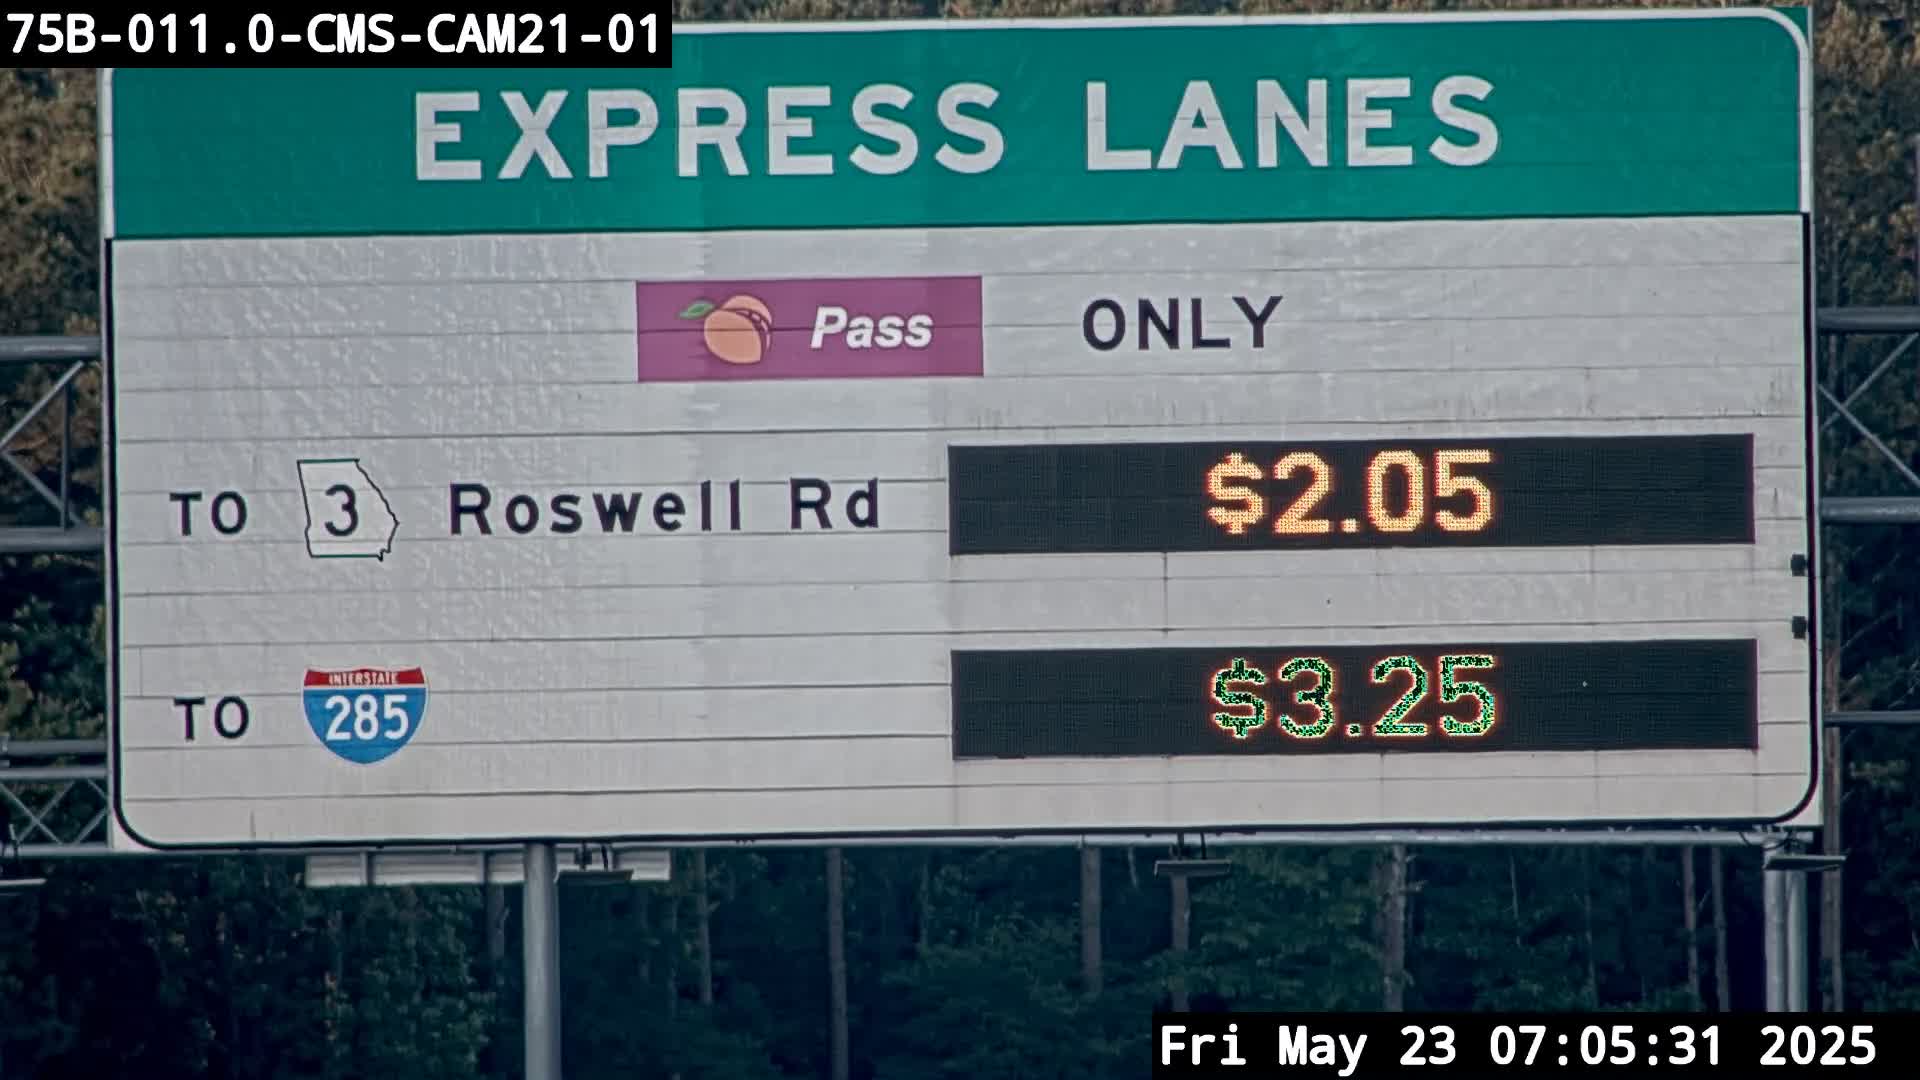 75B-011.0-CMS-CAM21-01
EXPRESS LANES
Pass ONLY
TO 3 Roswell Rd $2.05
TO INTERSTATE 285 $3.25
Fri May 23 07:05:31 2025